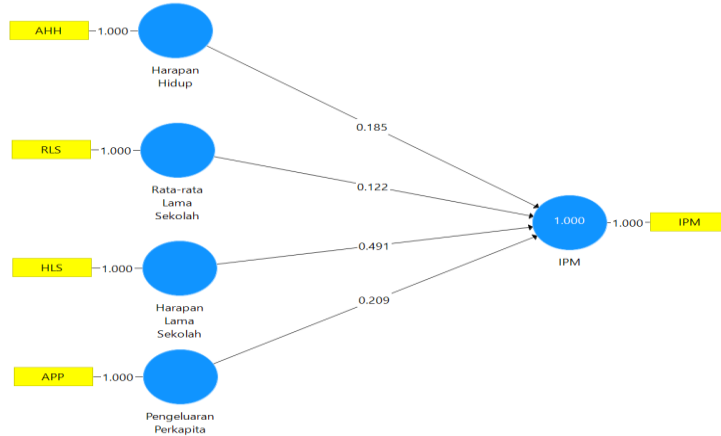 AHH
1.000
Harapan
Hidup
0.185
RLS
1.000
Rata-rata
Lama
Sekolah
0.122
1.000
1.000
IPM
IPM
HLS
1.000
Harapan
Lama
Sekolah
0.491
0.209
APP
1.000
Pengeluaran
Perkapita